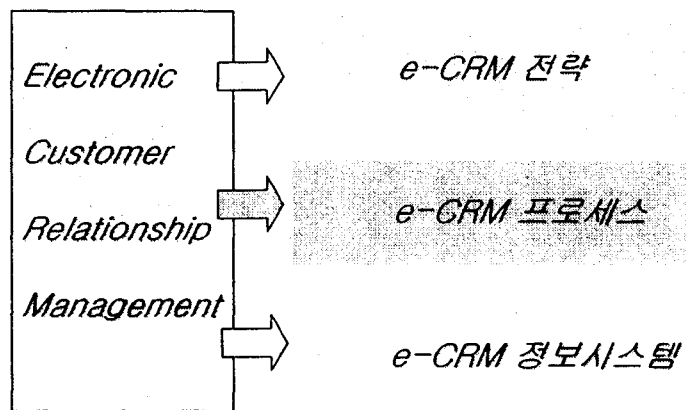 Electronic
Customer
Relationship
Management
e-CRM 전략
e-CRM 프로세스
e-CRM 정보시스템